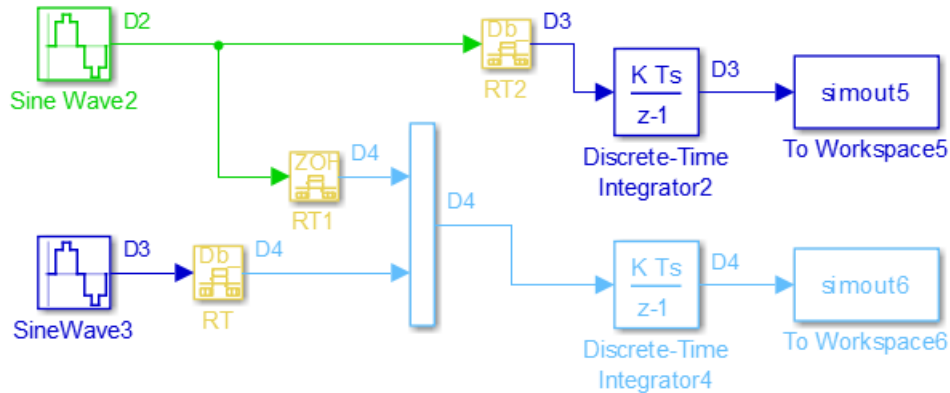 D2
Sine Wave2
Db
RT2
D3
K Ts
z-1
Discrete-Time
Integrator2
D3
simout5
To Workspace5
RT1
D4
D4
D3
SineWave3
Db
RT
D4
K Ts
z-1
Discrete-Time
Integrator4
D4
simout6
To Workspace6